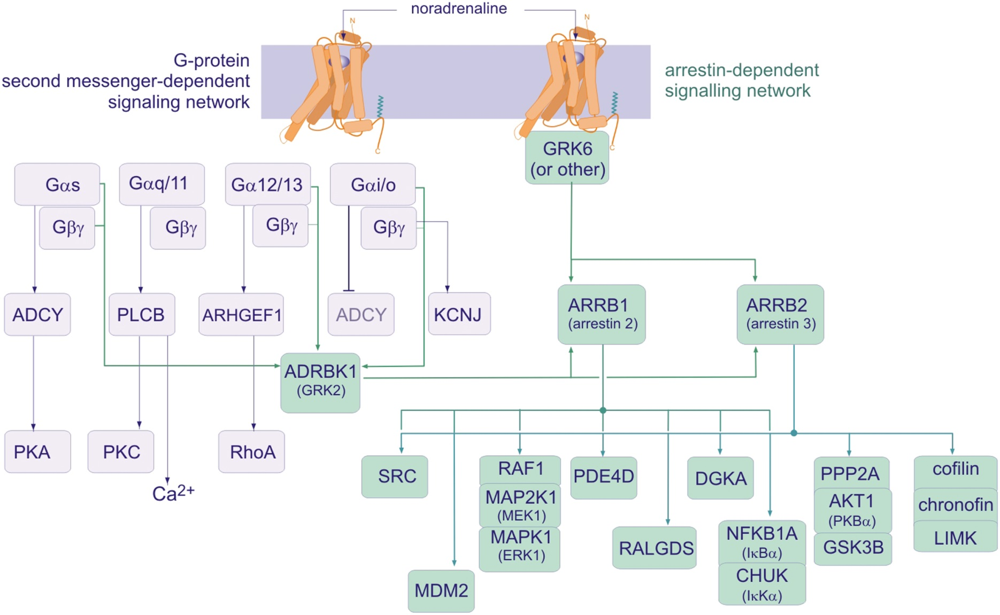 noradrenaline
N
N
G-protein
second messenger-dependent
signaling network
arrestin-dependent
signalling network
C
C
GRK6
(or other)
Gαs
Gβγ
Gαq/11
Gβγ
Gα12/13
Gβγ
Gαi/o
Gβγ
ADCY
PLCB
ARHGEF1
ADCY
KCNJ
ARRB1
(arrestin 2)
ARRB2
(arrestin 3)
ADRBK1
(GRK2)
PKA
PKC
Ca2+
RhoA
SRC
MDM2
RAF1
MAP2K1
(MEK1)
MAPK1
(ERK1)
PDE4D
RALGDS
DGKA
NFKB1A
(IκBα)
CHUK
(IκKα)
PPP2A
AKT1
(PKBα)
GSK3B
cofilin
chronofin
LIMK